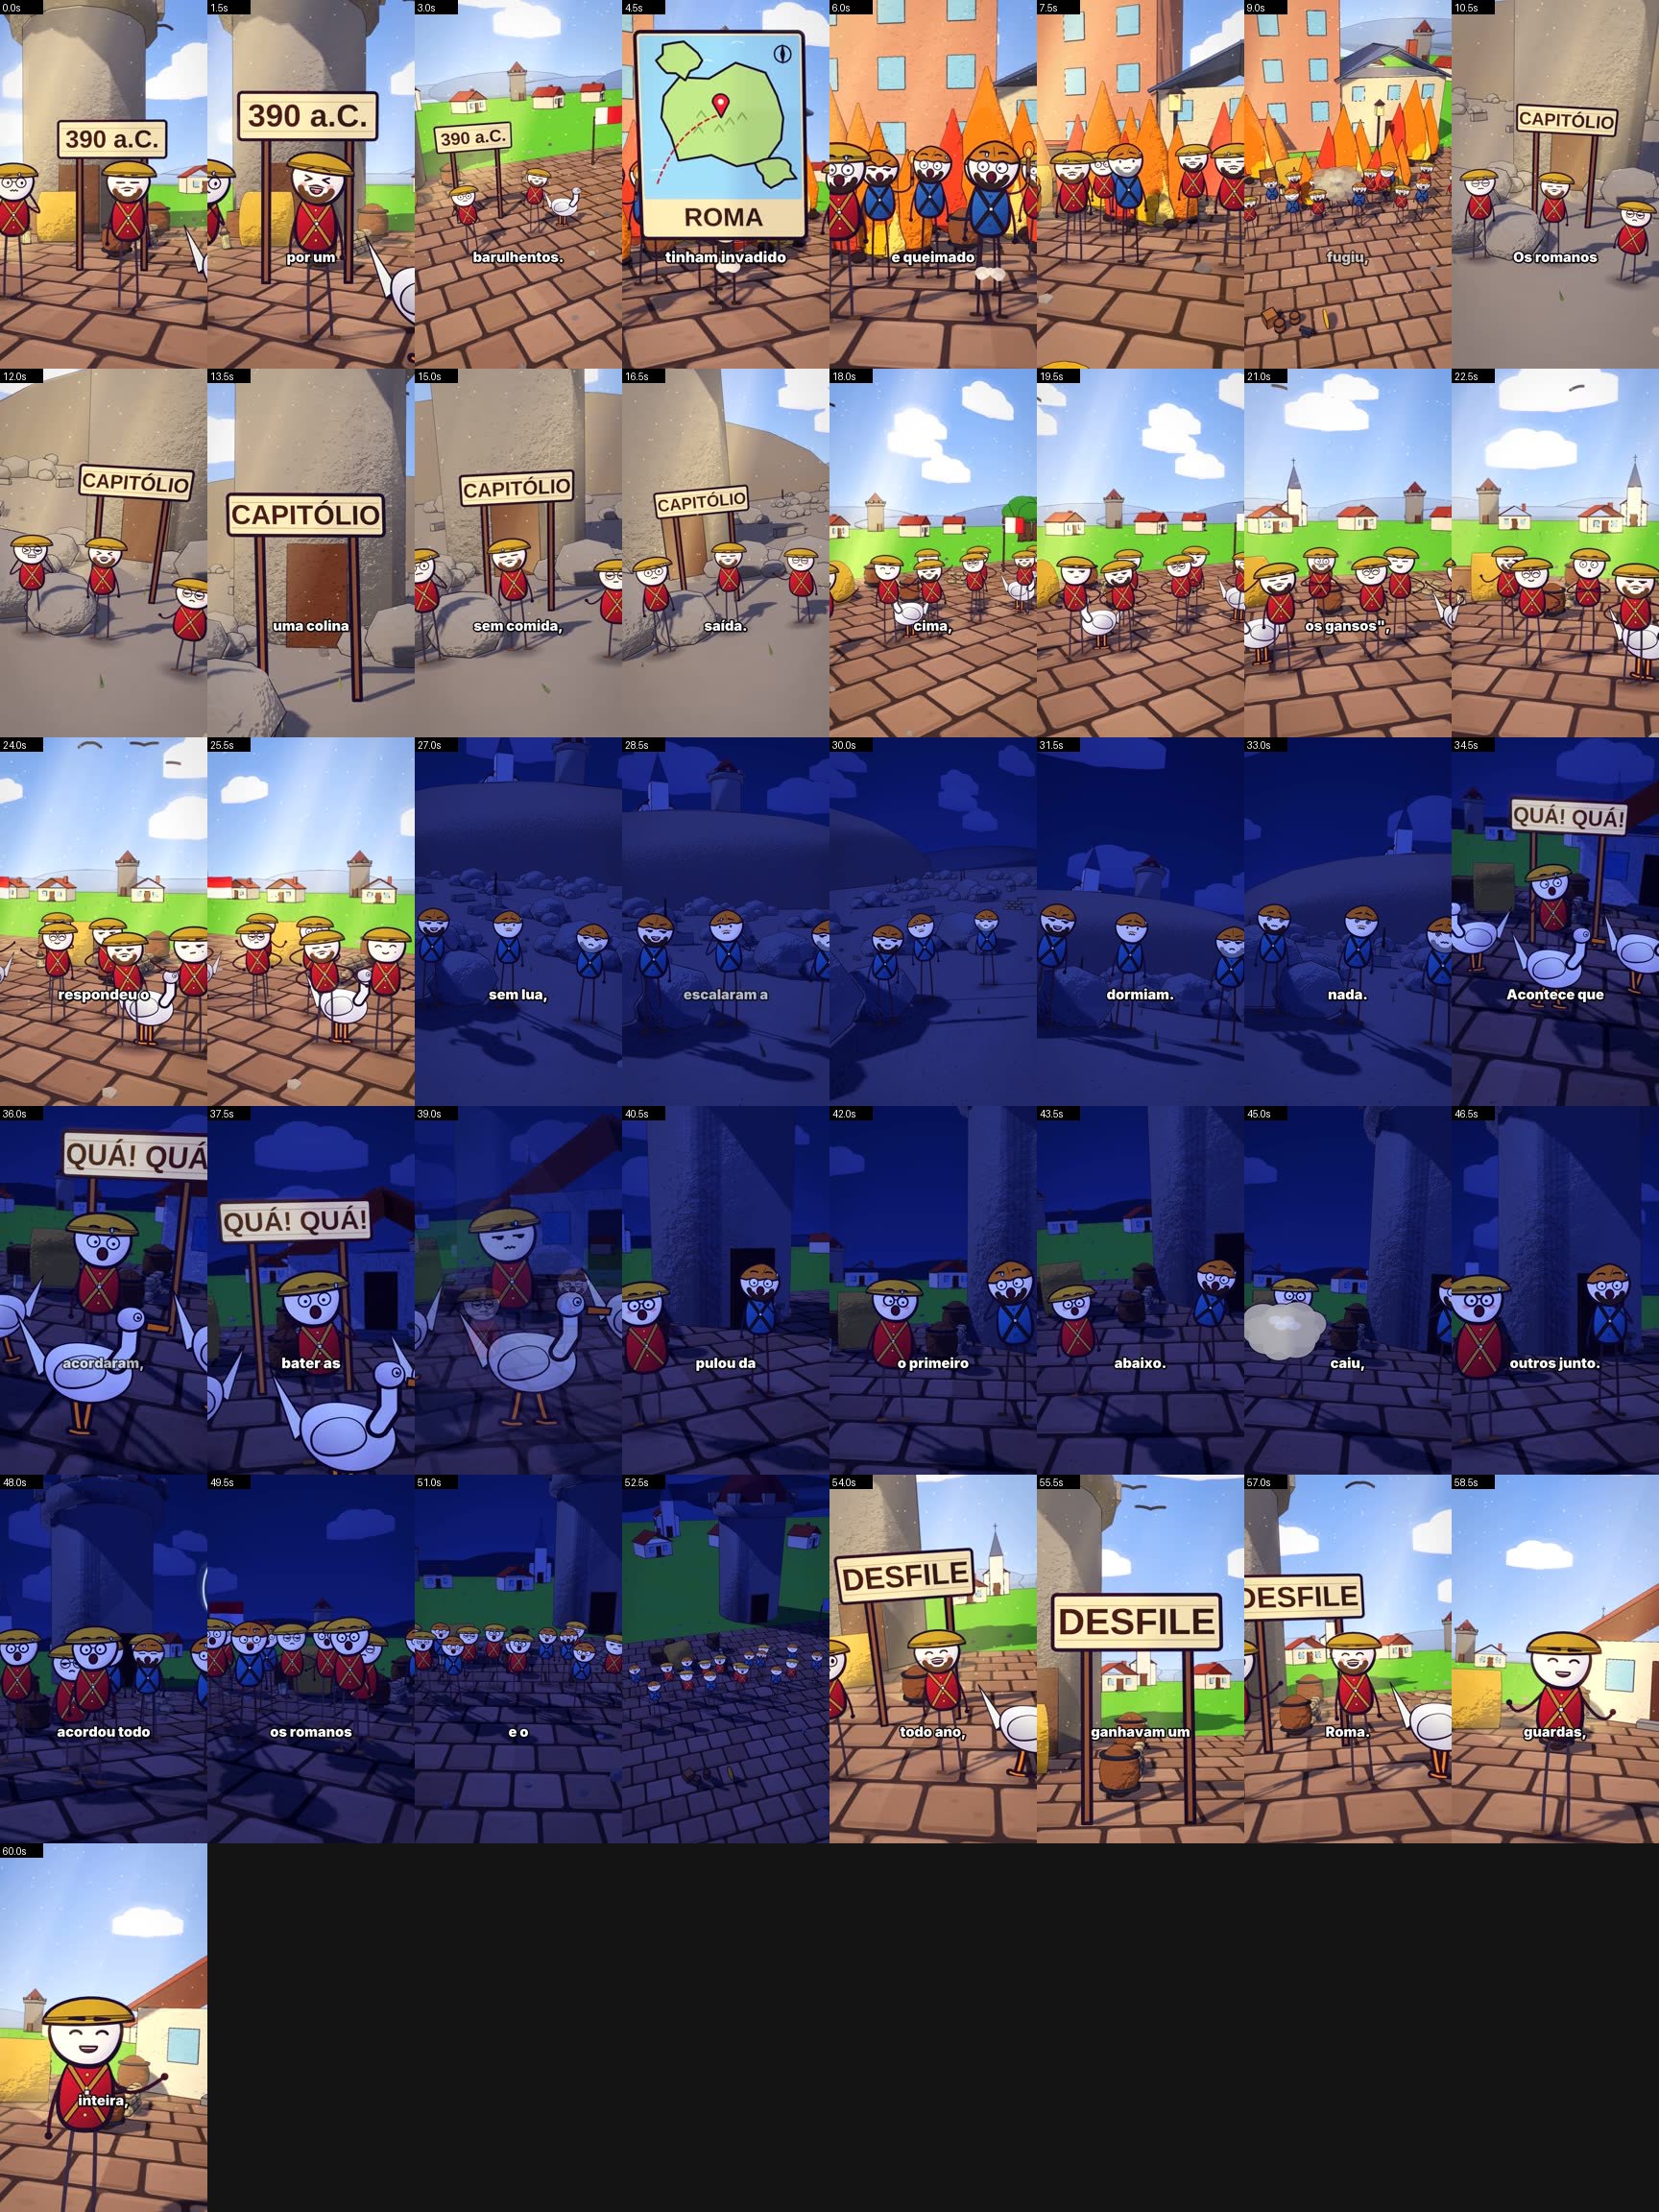 0.0s
390 a.C.
1.5s
390 a.C.
por um
3.0s
390 a.C.
barulhentos.
4.5s
ROMA
tinham invadido
6.0s
e queimado
7.5s
9.0s
fugiu,
10.5s
CAPITÓLIO
Os romanos
12.0s
CAPITÓLIO
13.5s
CAPITÓLIO
uma colina
15.0s
CAPITÓLIO
sem comida,
16.5s
CAPITÓLIO
saída.
18.0s
cima,
19.5s
21.0s
os gansos",
22.5s
24.0s
respondeu o
25.5s
27.0s
sem lua,
28.5s
escalaram a
30.0s
31.5s
dormiam.
33.0s
nada.
34.5s
QUÁ! QUÁ!
Acontece que
36.0s
QUÁ! QUÁ
acordaram,
37.5s
QUÁ! QUÁ!
bater as
39.0s
40.5s
pulou da
42.0s
o primeiro
43.5s
abaixo.
45.0s
caiu,
46.5s
outros junto.
48.0s
acordou todo
49.5s
os romanos
51.0s
e o
52.5s
54.0s
DESFILE
todo ano,
55.5s
DESFILE
ganhavam um
57.0s
DESFILE
Roma.
58.5s
guardas,
60.0s
inteira,